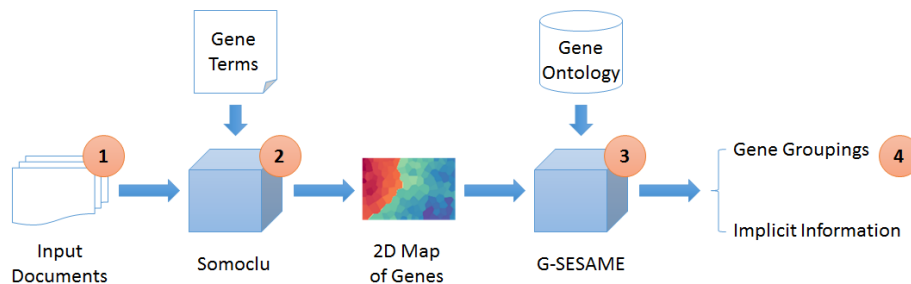 Gene
Terms
Gene
Ontology
1
2
3
Gene Groupings
4
Implicit Information
Input
Documents
Somoclu
2D Map
of Genes
G-SESAME